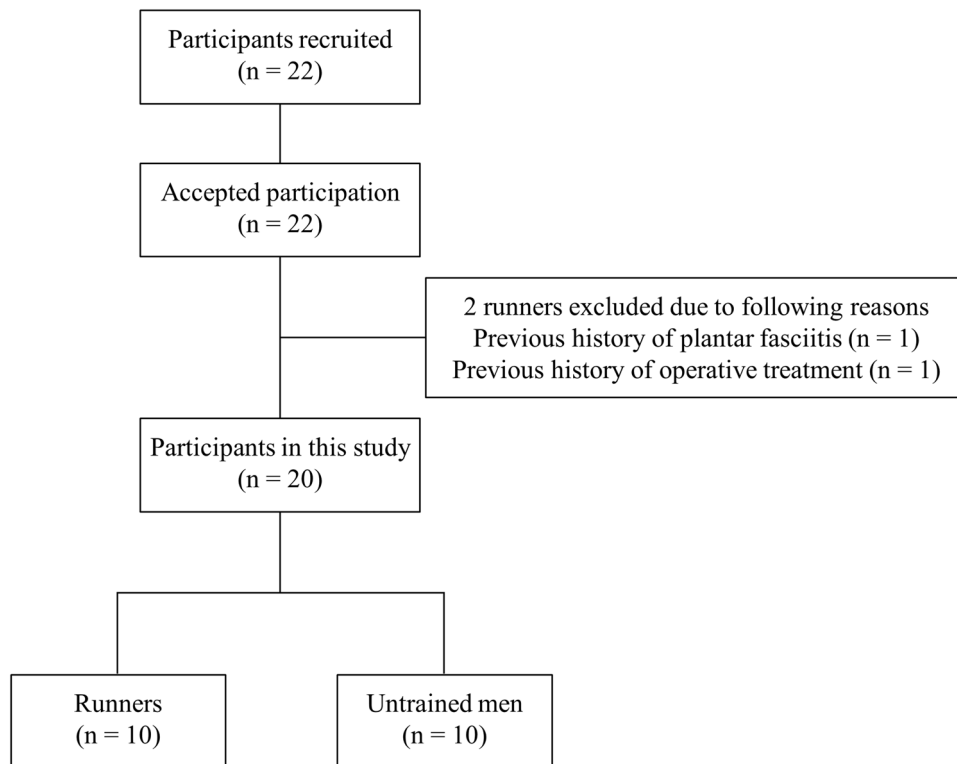 Participants recruited
(n = 22)
Accepted participation
(n = 22)
2 runners excluded due to following reasons
Previous history of plantar fasciitis (n = 1)
Previous history of operative treatment (n = 1)
Participants in this study
(n = 20)
Runners
(n = 10)
Untrained men
(n = 10)